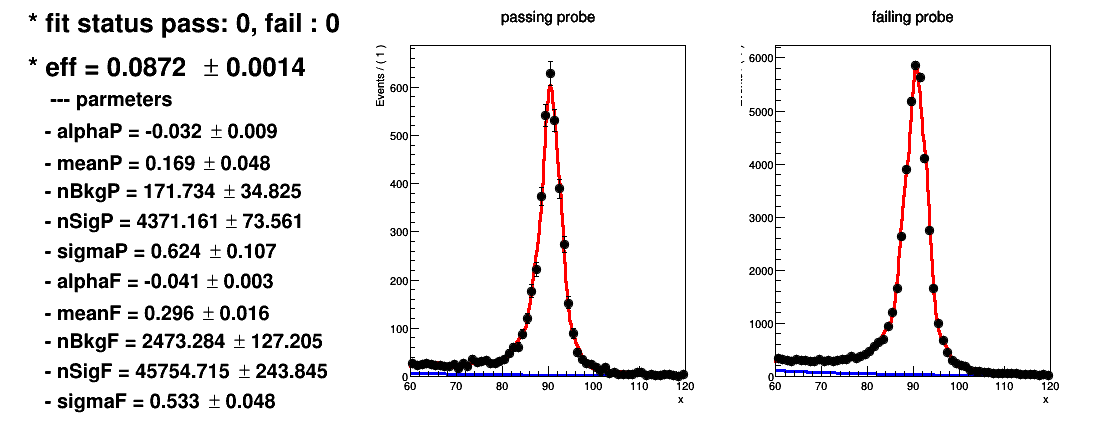 * fit status pass: 0, fail : 0
* eff = 0.0872 ± 0.0014
--- parmeters
- alphaP = -0.032 ± 0.009
- meanP = 0.169 ± 0.048
- nBkgP = 171.734 ± 34.825
- nSigP = 4371.161 ± 73.561
- sigmaP = 0.624 ± 0.107
- alphaF = -0.041 ± 0.003
- meanF = 0.296 ± 0.016
- nBkgF = 2473.284 ± 127.205
- nSigF = 45754.715 ± 243.845
- sigmaF = 0.533 ± 0.048
passing probe
Events / ( 1 )
600
500
400
300
200
100
0
60 70 80 90 100 110 120
x
failing probe
6000
5000
4000
3000
2000
1000
0
60 70 80 90 100 110 120
x